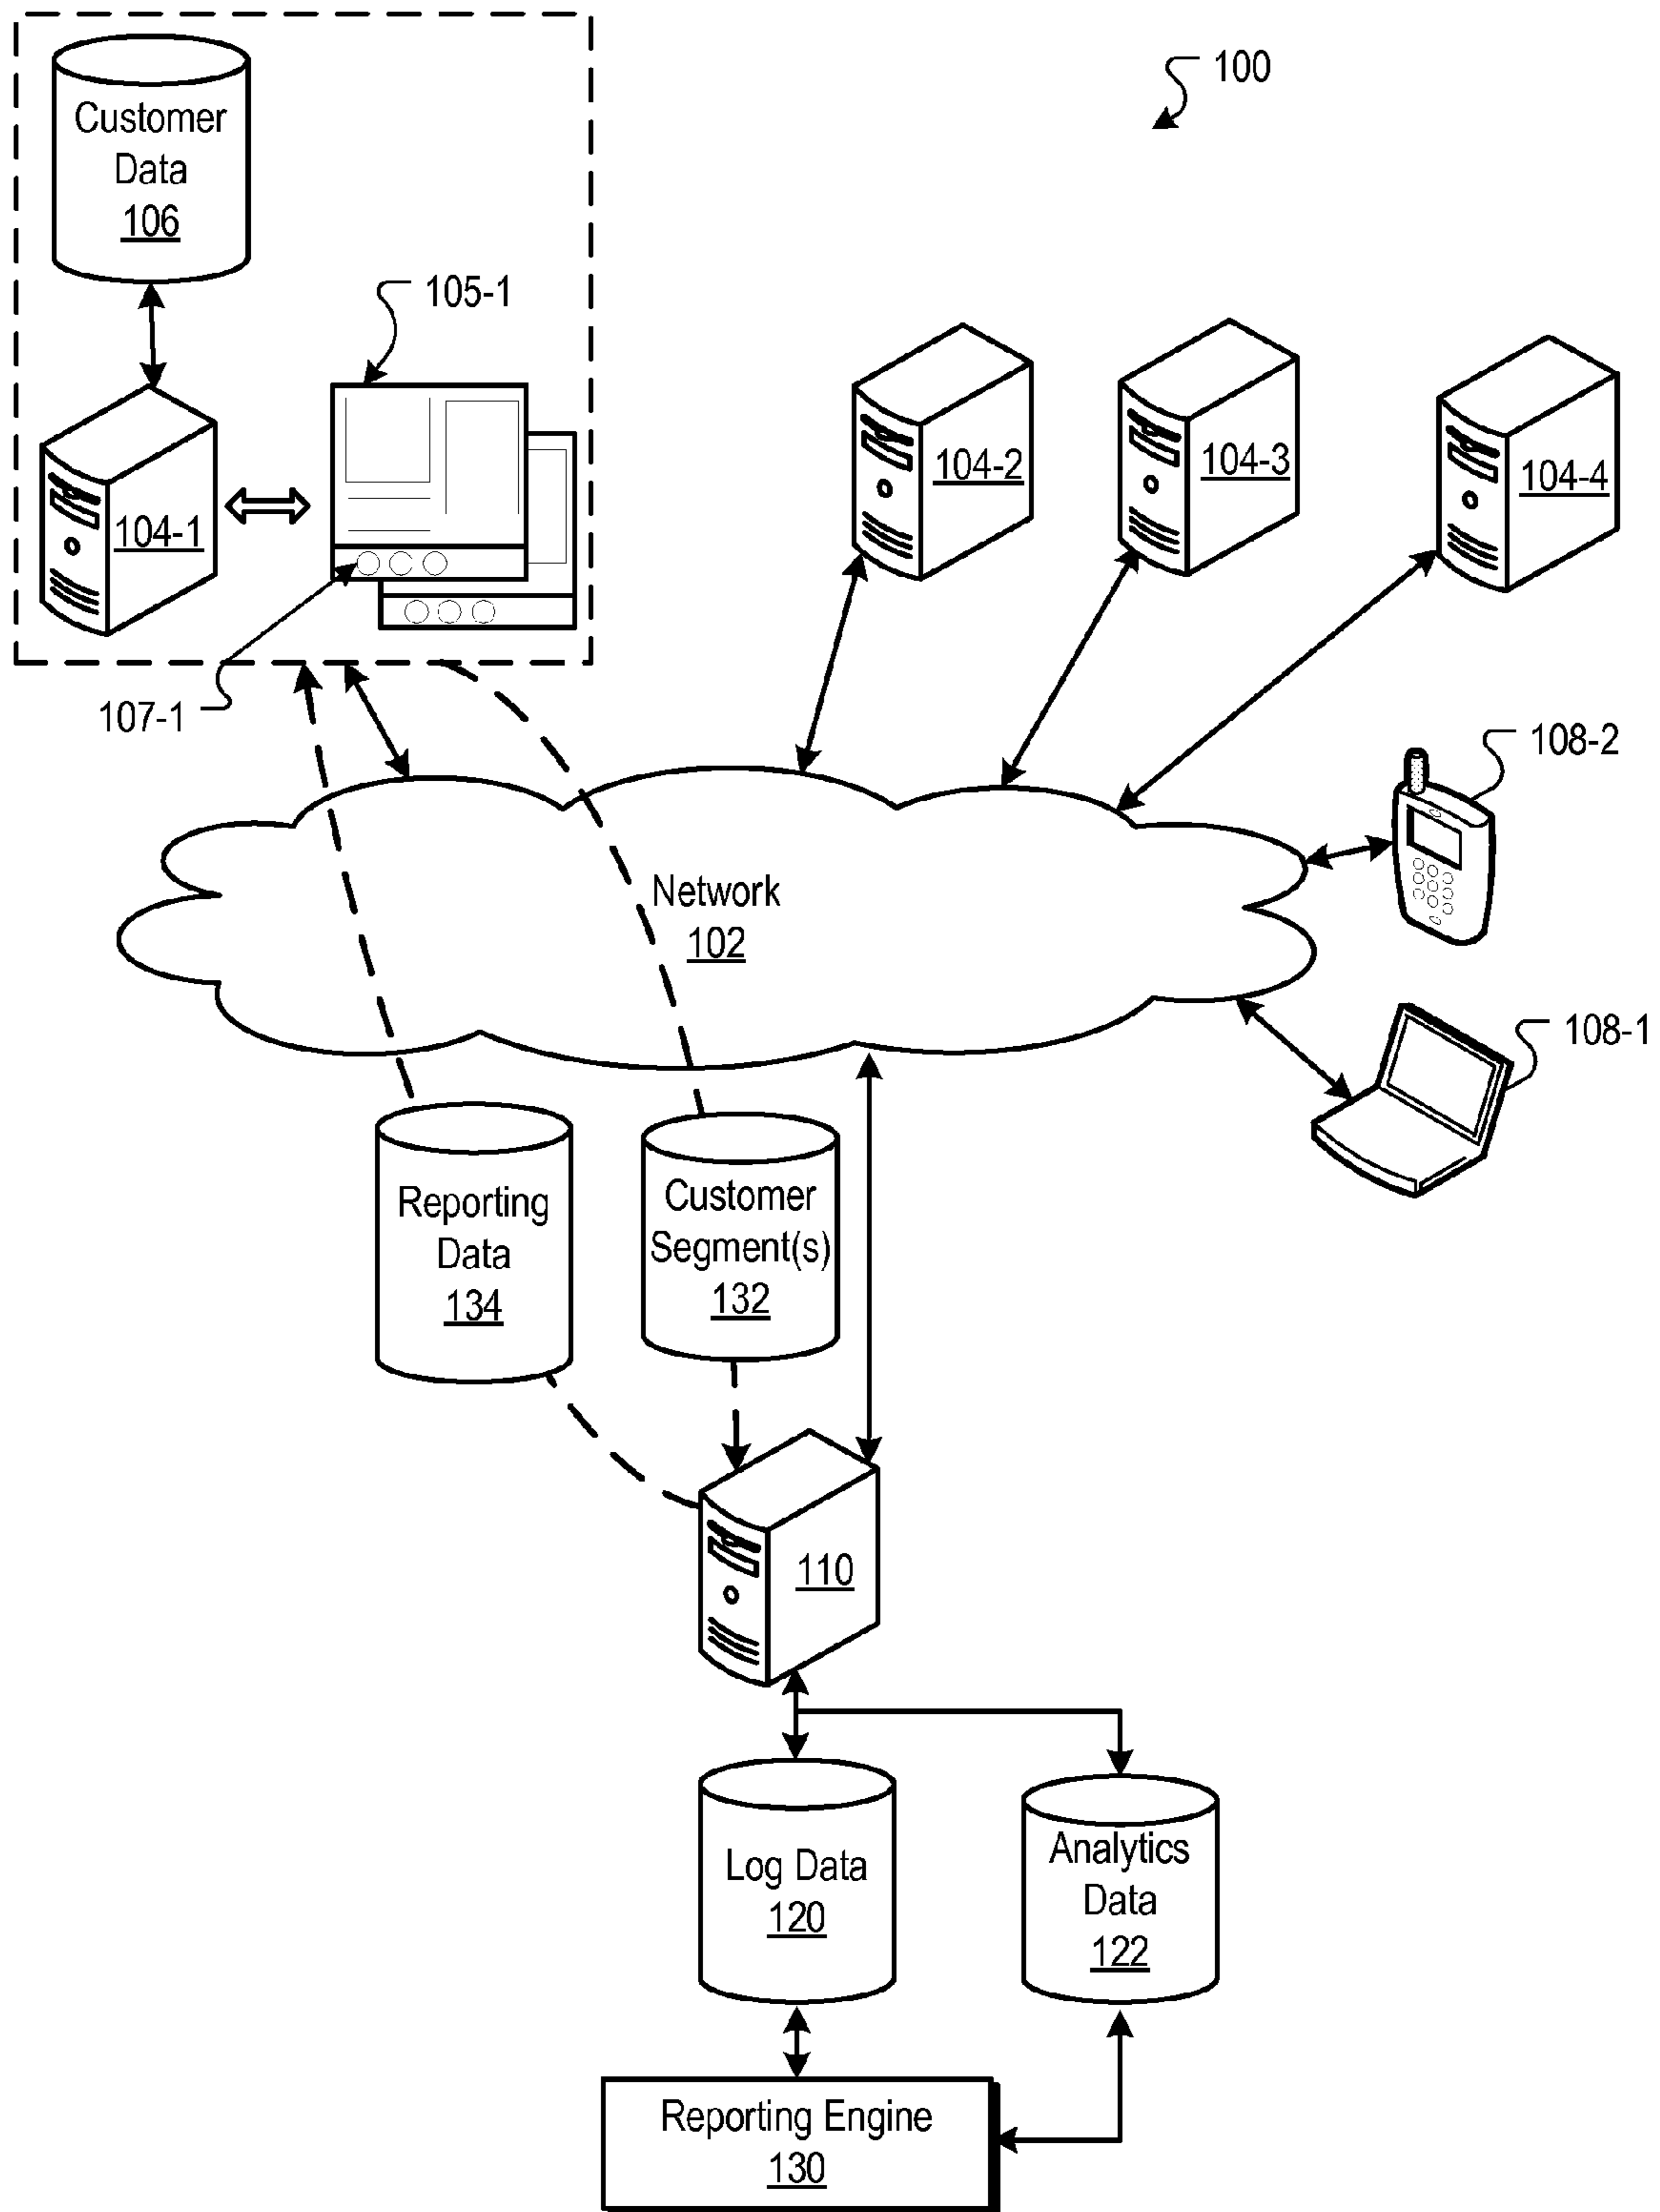 100
Customer
Data
106
105-1
104-1
104-2
104-3
104-4
107-1
108-2
Network
102
108-1
Reporting
Data
134
Customer
Segment(s)
132
110
Log Data
120
Analytics
Data
122
Reporting Engine
130